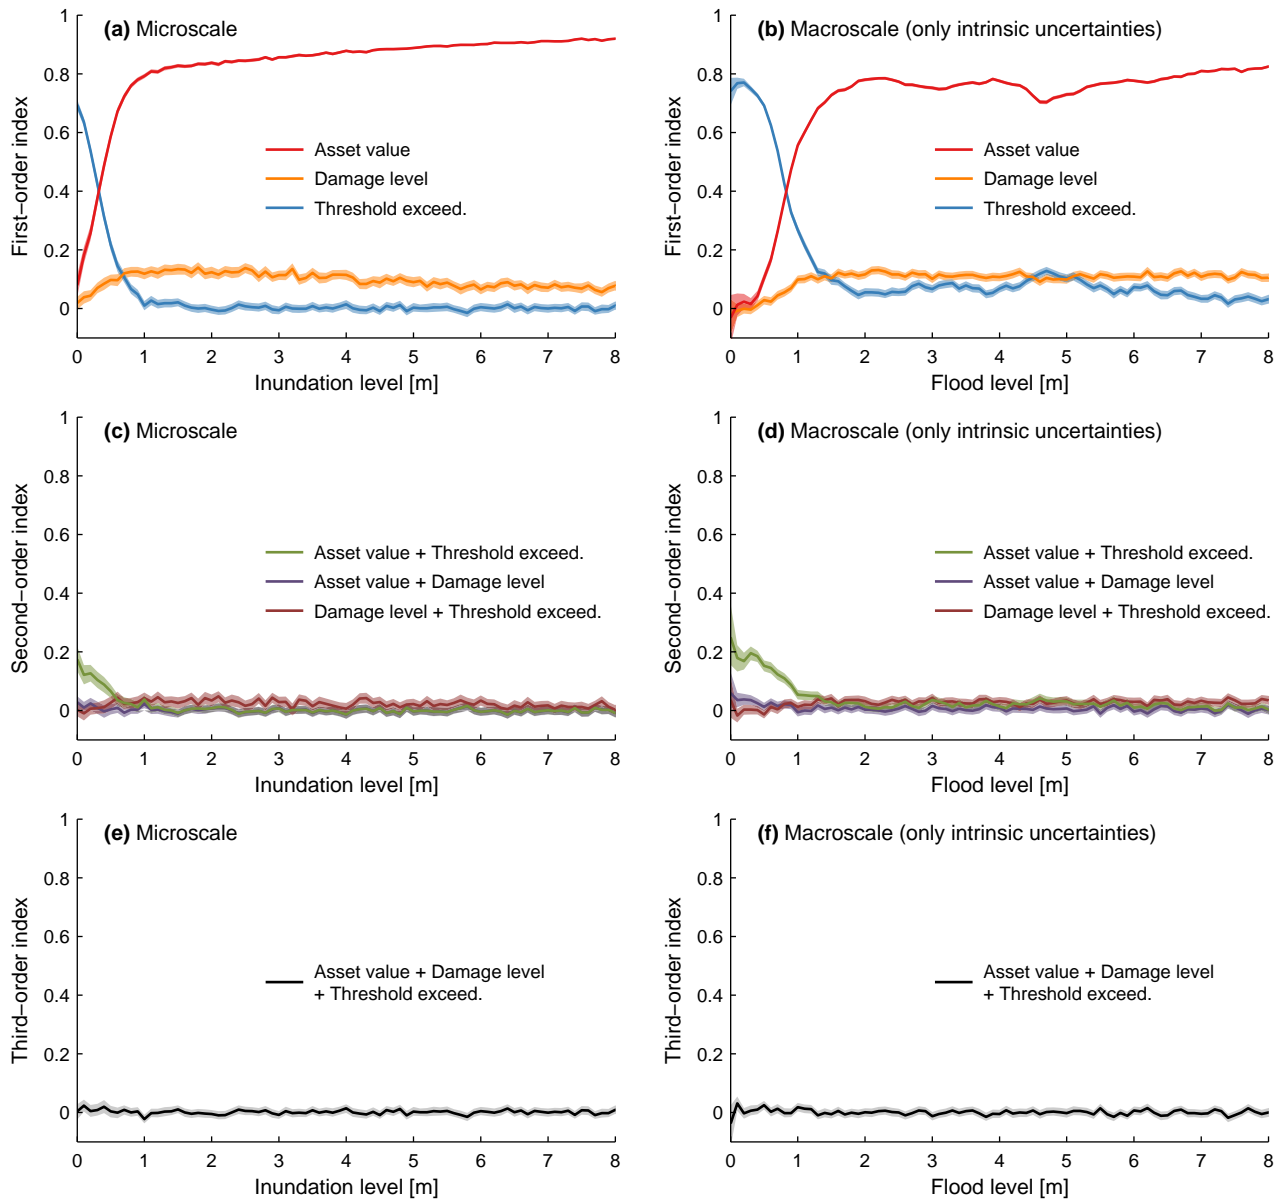 (a) Microscale
1
0.8
0.6
0.4
0.2
0
First−order index
Asset value
Damage level
Threshold exceed.
0 1 2 3 4 5 6 7 8
Inundation level [m]
(b) Macroscale (only intrinsic uncertainties)
1
0.8
0.6
0.4
0.2
0
First−order index
Asset value
Damage level
Threshold exceed.
0 1 2 3 4 5 6 7 8
Flood level [m]
(c) Microscale
1
0.8
0.6
0.4
0.2
0
Second−order index
Asset value + Threshold exceed.
Asset value + Damage level
Damage level + Threshold exceed.
0 1 2 3 4 5 6 7 8
Inundation level [m]
(d) Macroscale (only intrinsic uncertainties)
1
0.8
0.6
0.4
0.2
0
Second−order index
Asset value + Threshold exceed.
Asset value + Damage level
Damage level + Threshold exceed.
0 1 2 3 4 5 6 7 8
Flood level [m]
(e) Microscale
1
0.8
0.6
0.4
0.2
0
Third−order index
Asset value + Damage level
+ Threshold exceed.
0 1 2 3 4 5 6 7 8
Inundation level [m]
(f) Macroscale (only intrinsic uncertainties)
1
0.8
0.6
0.4
0.2
0
Third−order index
Asset value + Damage level
+ Threshold exceed.
0 1 2 3 4 5 6 7 8
Flood level [m]